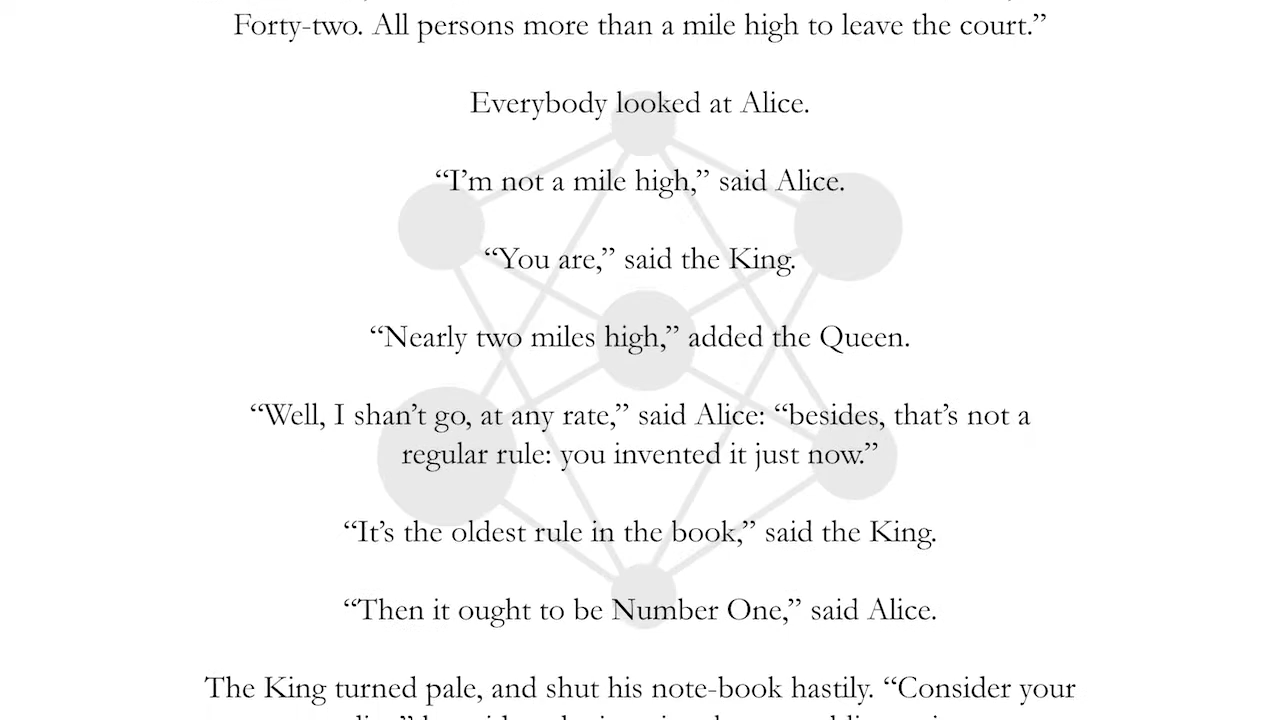 Forty-two. All persons more than a mile high to leave the court.”
Everybody looked at Alice.
“I’m not a mile high,” said Alice.
“You are,” said the King.
“Nearly two miles high,” added the Queen.
“Well, I shan’t go, at any rate,” said Alice: “besides, that’s not a
regular rule: you invented it just now.”
“It’s the oldest rule in the book,” said the King.
“Then it ought to be Number One,” said Alice.
The King turned pale, and shut his note-book hastily. “Consider your